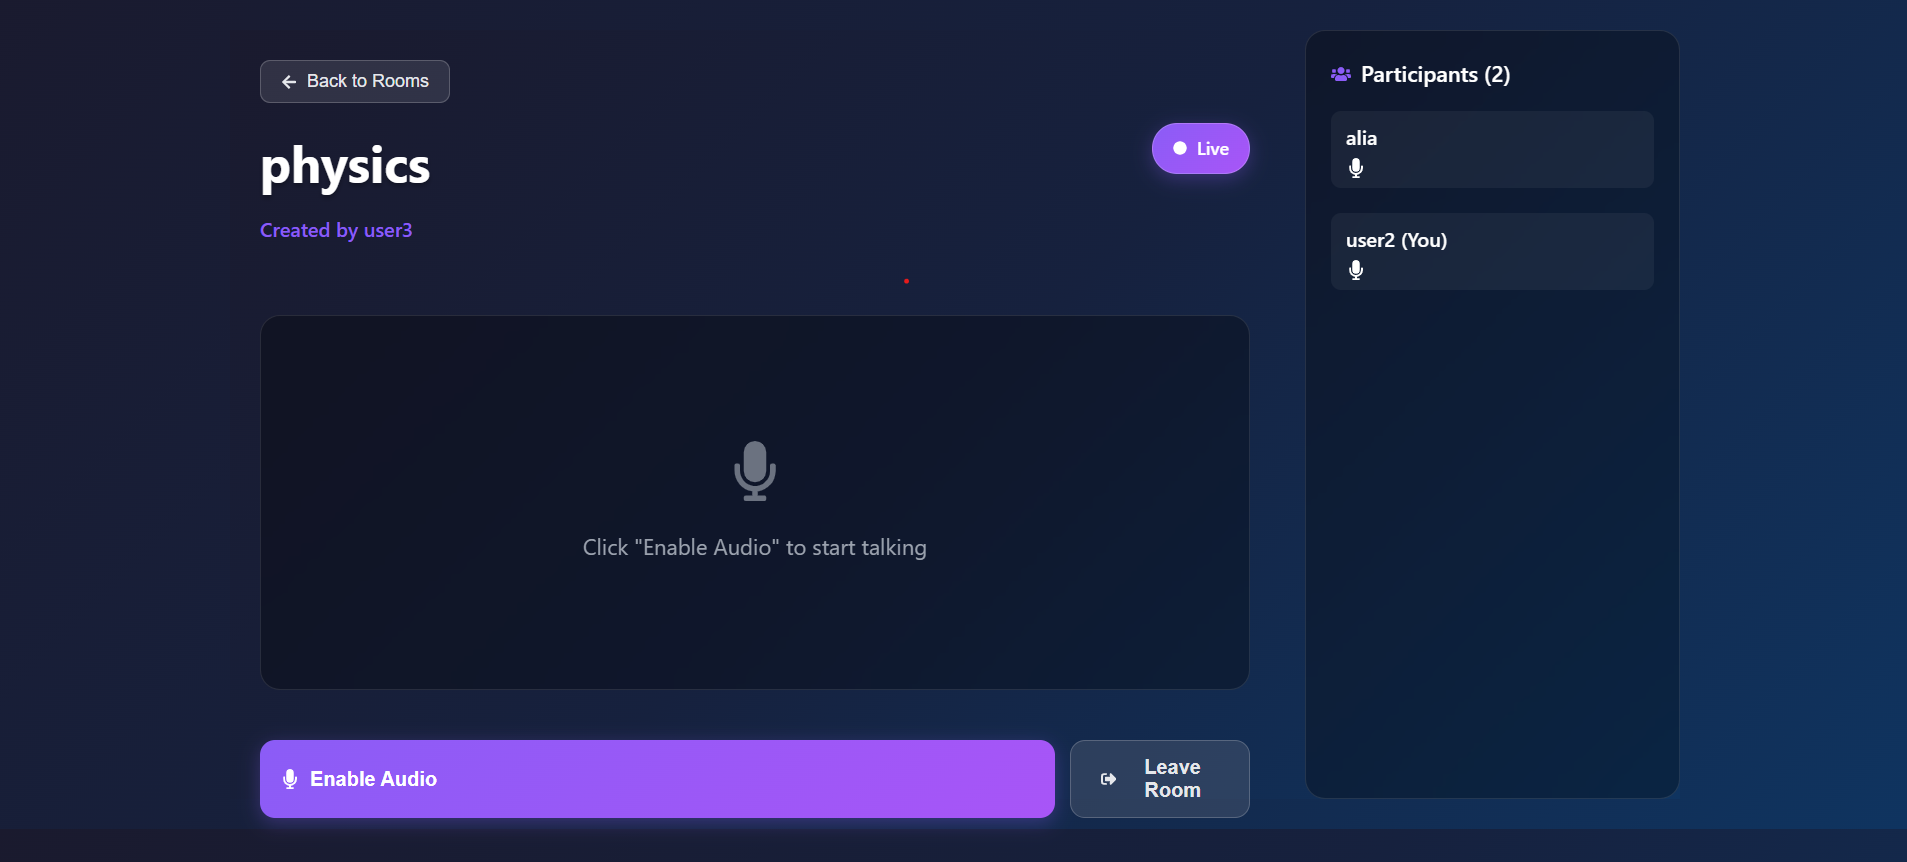 Back to Rooms
physics
Live
Created by user3
Click "Enable Audio" to start talking
Enable Audio
Leave
Room
Participants (2)
alia
user2 (You)